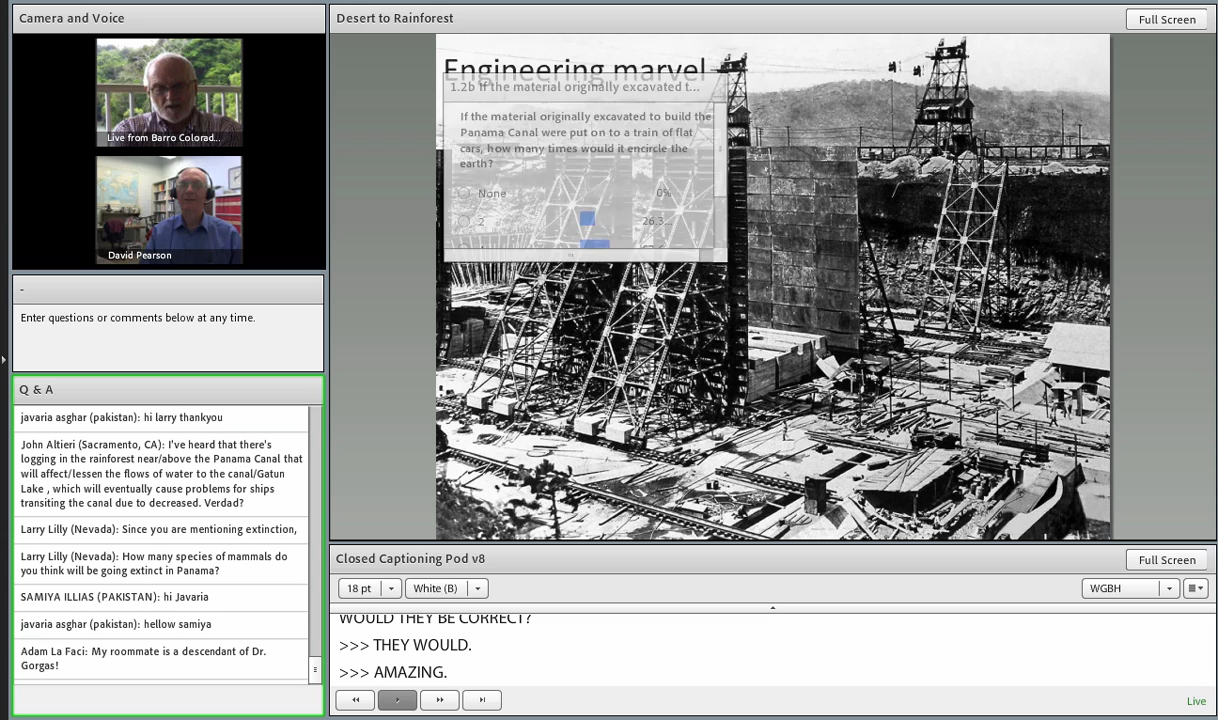 Camera and Voice
Live from Barro Colorad...
David Pearson
-
Enter questions or comments below at any time.
Q & A
javaria asghar (pakistan): hi larry thankyou
John Altieri (Sacramento, CA): I've heard that there's
logging in the rainforest near/above the Panama Canal that
will affect/lessen the flows of water to the canal/Gatun
Lake , which will eventually cause problems for ships
transiting the canal due to decreased. Verdad?
Larry Lilly (Nevada): Since you are mentioning extinction,
Larry Lilly (Nevada): How many species of mammals do
you think will be going extinct in Panama?
SAMIYA ILLIAS (PAKISTAN): hi Javaria
javaria asghar (pakistan): hellow samiya
Adam La Faci: My roommate is a descendant of Dr.
Gorgas!
Desert to Rainforest
Full Screen
Engineering marvel
1.2b If the material originally excavated t...
If the material originally excavated to build the
Panama Canal were put on to a train of flat
cars, how many times would it encircle the
earth?
None 0%
2 26.3...
Closed Captioning Pod v8
Full Screen
18 pt White (B) WGBH
WOULD THEY BE CORRECT?
>>> THEY WOULD.
>>> AMAZING.
Live